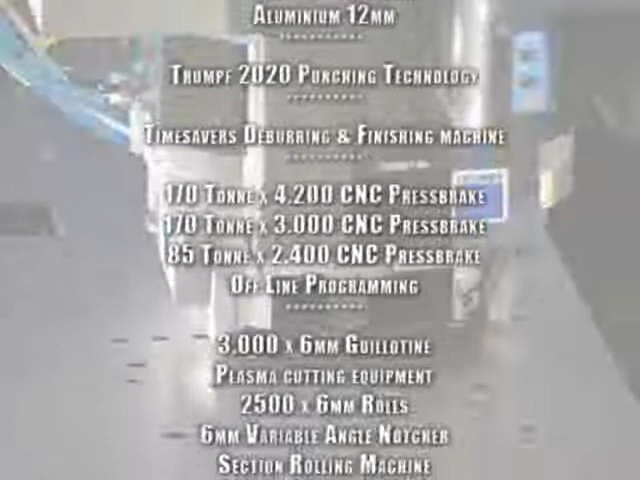 Aluminium 12mm
Trumpf 2020 Punching Technology
Timesavers Deburring & Finishing machine
170 Tonne x 4.200 CNC Pressbrake
170 Tonne x 3.000 CNC Pressbrake
85 Tonne x 2.400 CNC Pressbrake
Off Line Programming
3.000 x 6mm Guillotine
Plasma cutting equipment
2500 x 6mm Rolls
6mm Variable Angle Notcher
Section Rolling Machine